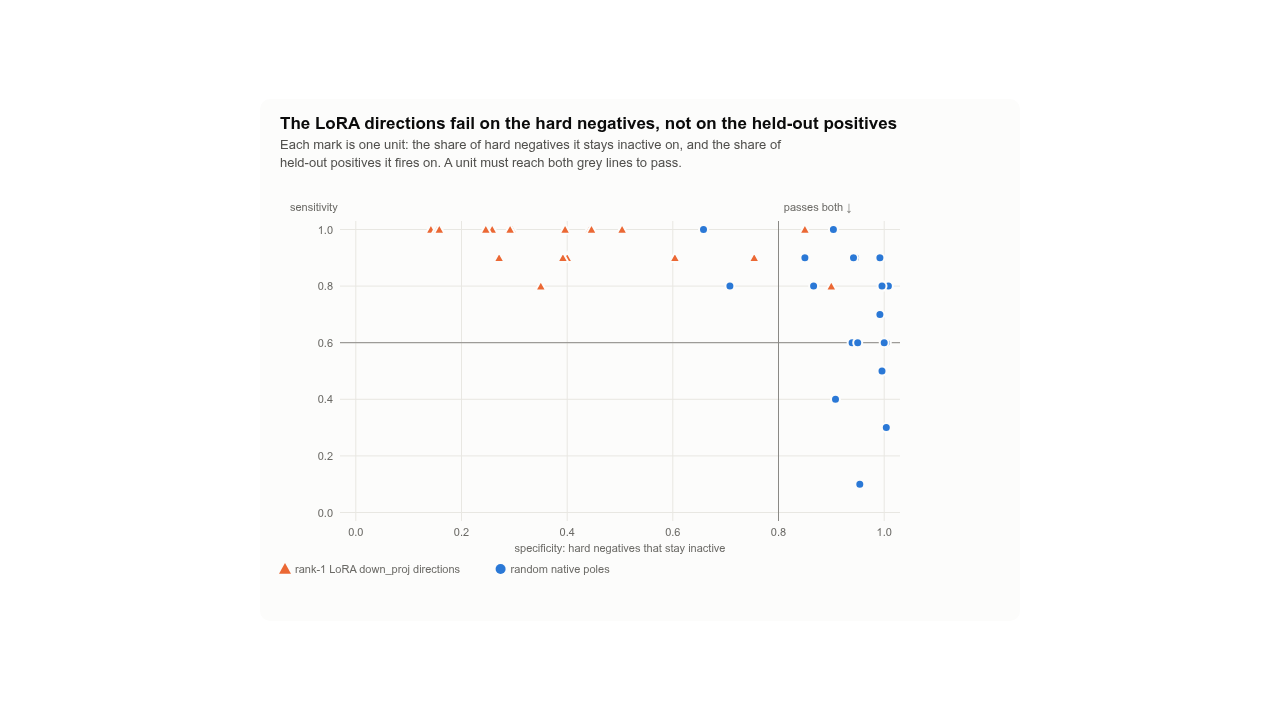 The LoRA directions fail on the hard negatives, not on the held-out positives
Each mark is one unit: the share of hard negatives it stays inactive on, and the share of
held-out positives it fires on. A unit must reach both grey lines to pass.
sensitivity
passes both ↓
1.0
0.8
0.6
0.4
0.2
0.0
0.0 0.2 0.4 0.6 0.8 1.0
specificity: hard negatives that stay inactive
rank-1 LoRA down_proj directions
random native poles